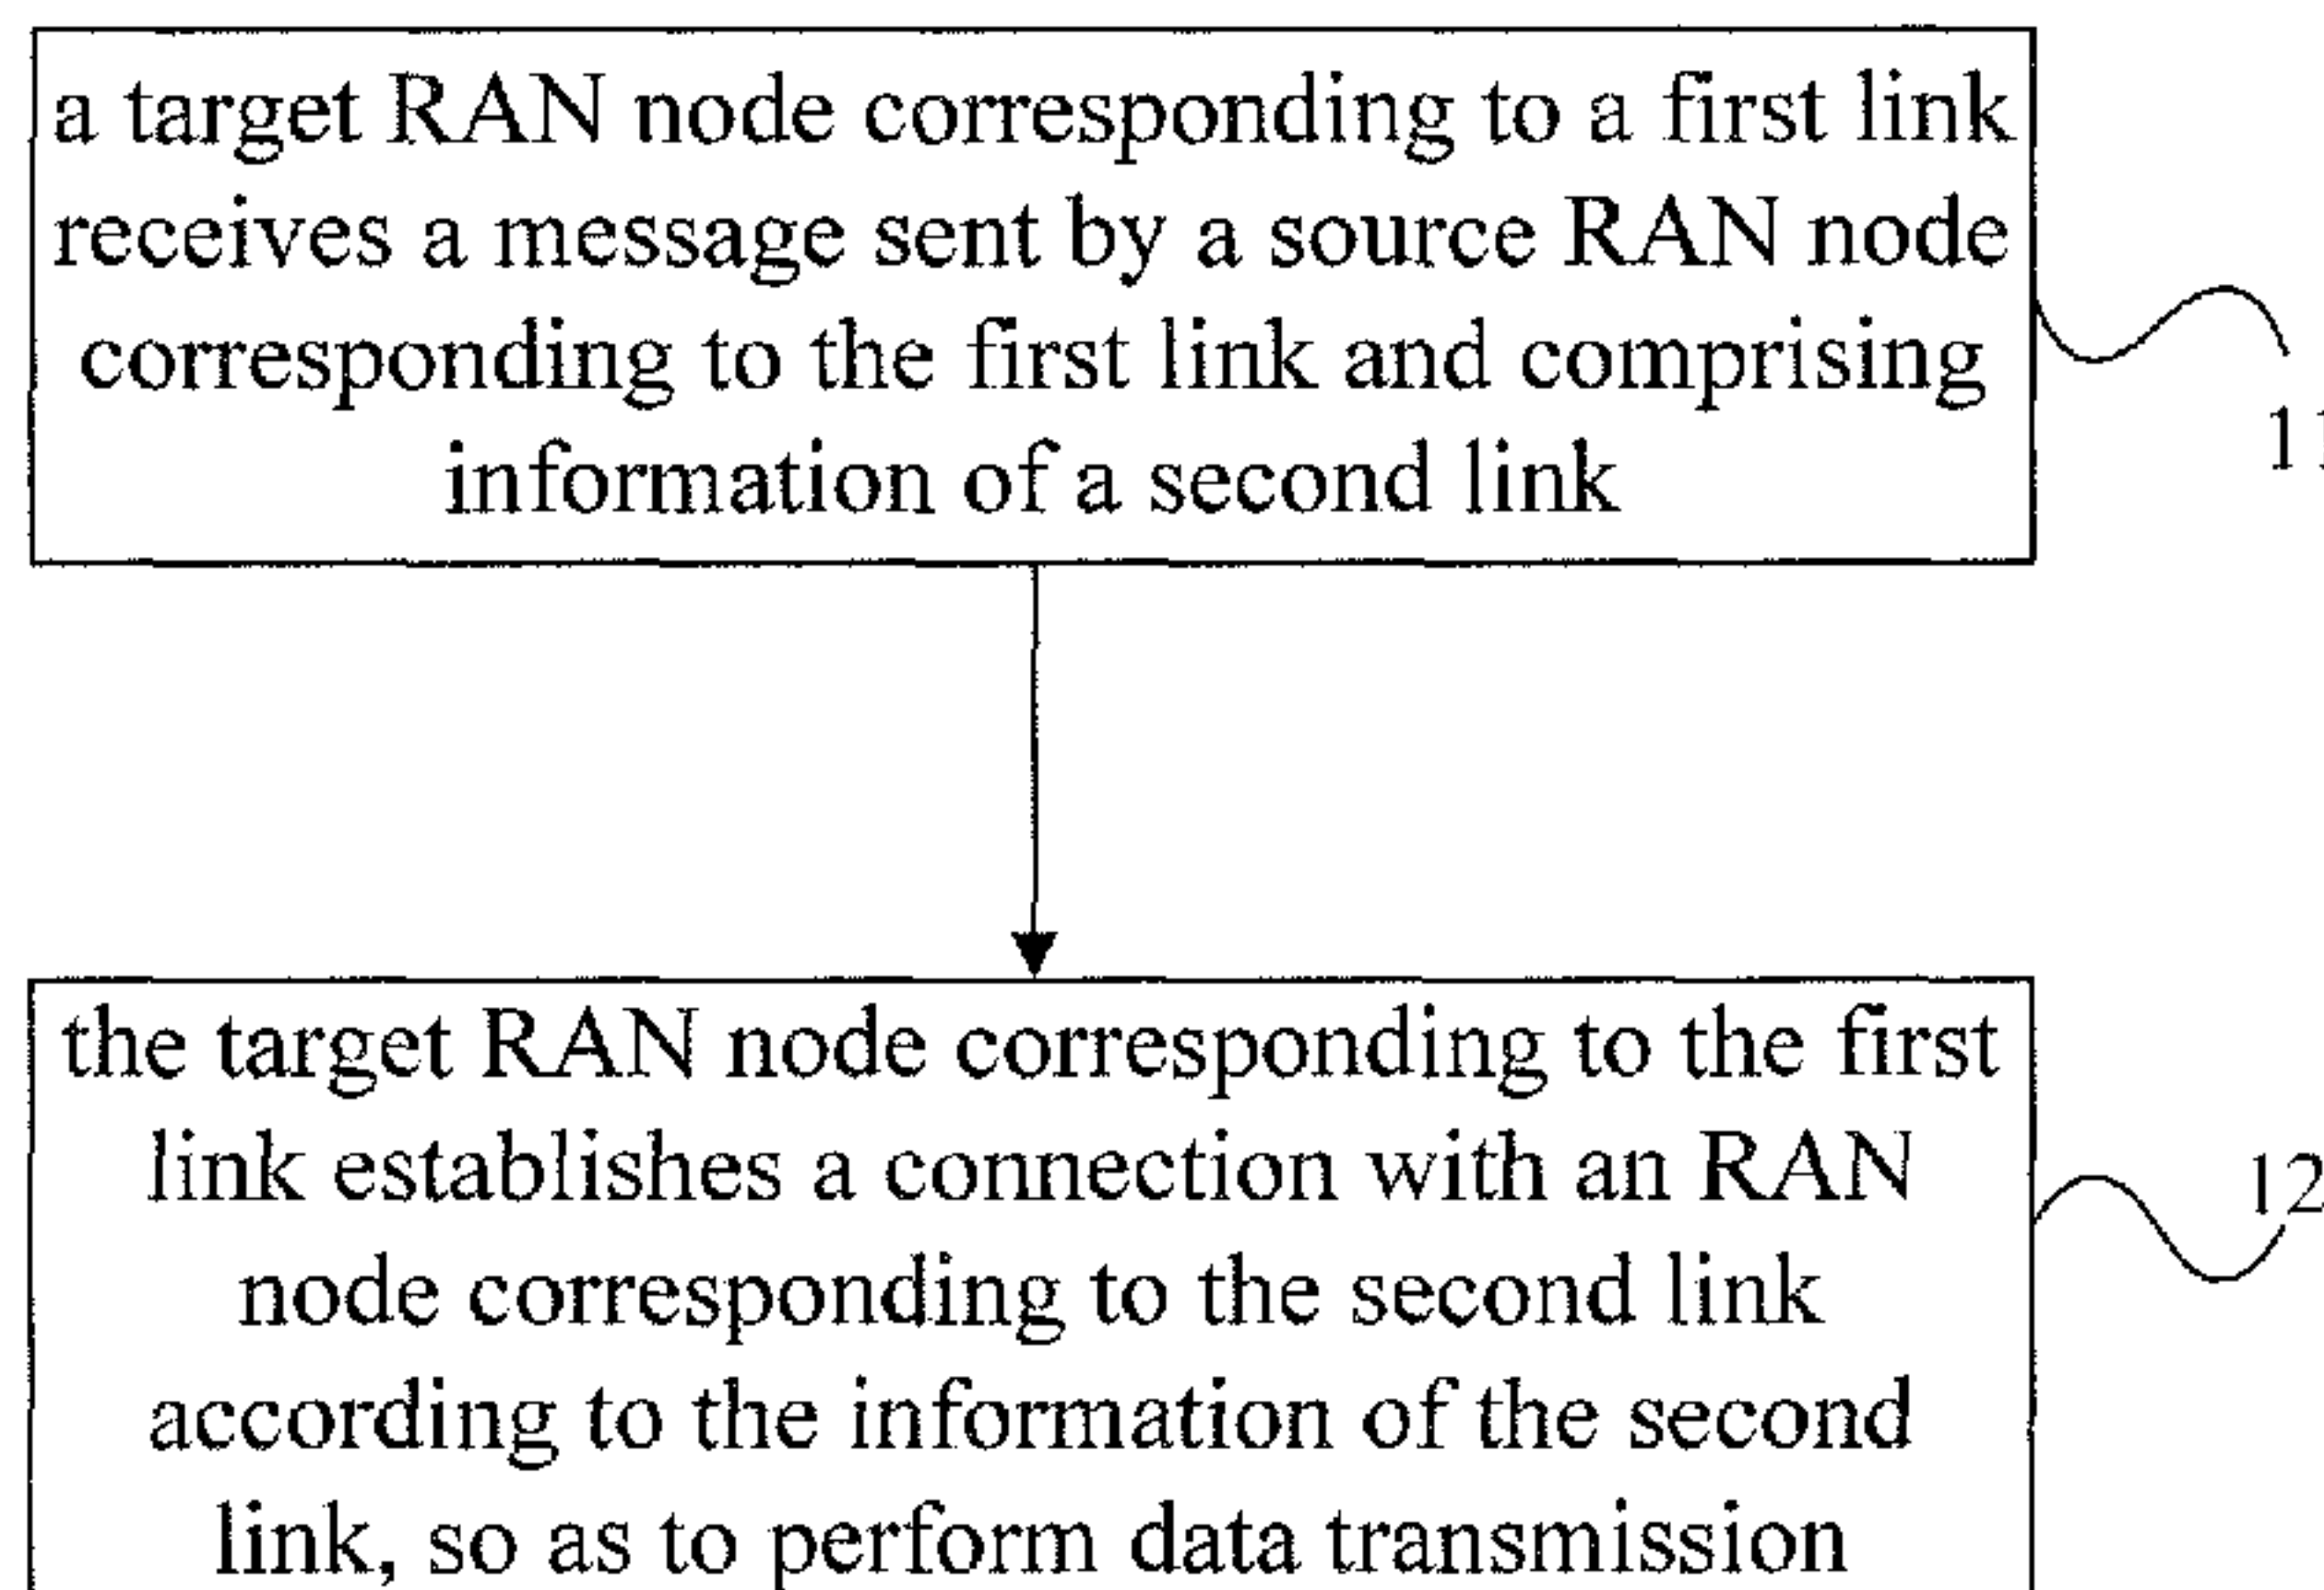 a target RAN node corresponding to a first link
receives a message sent by a source RAN node
corresponding to the first link and comprising
information of a second link
11
the target RAN node corresponding to the first
link establishes a connection with an RAN
node corresponding to the second link
according to the information of the second
link, so as to perform data transmission
12